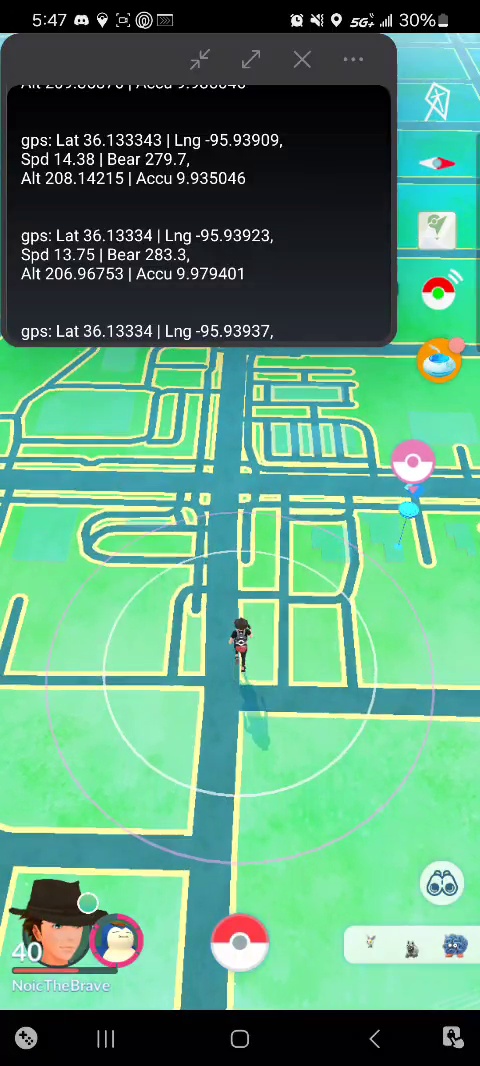 5:47
5G+ 30%
gps: Lat 36.133343 | Lng -95.93909,
Spd 14.38 | Bear 279.7,
Alt 208.14215 | Accu 9.935046
gps: Lat 36.13334 | Lng -95.93923,
Spd 13.75 | Bear 283.3,
Alt 206.96753 | Accu 9.979401
gps: Lat 36.13334 | Lng -95.93937,
40
NoicTheBrave